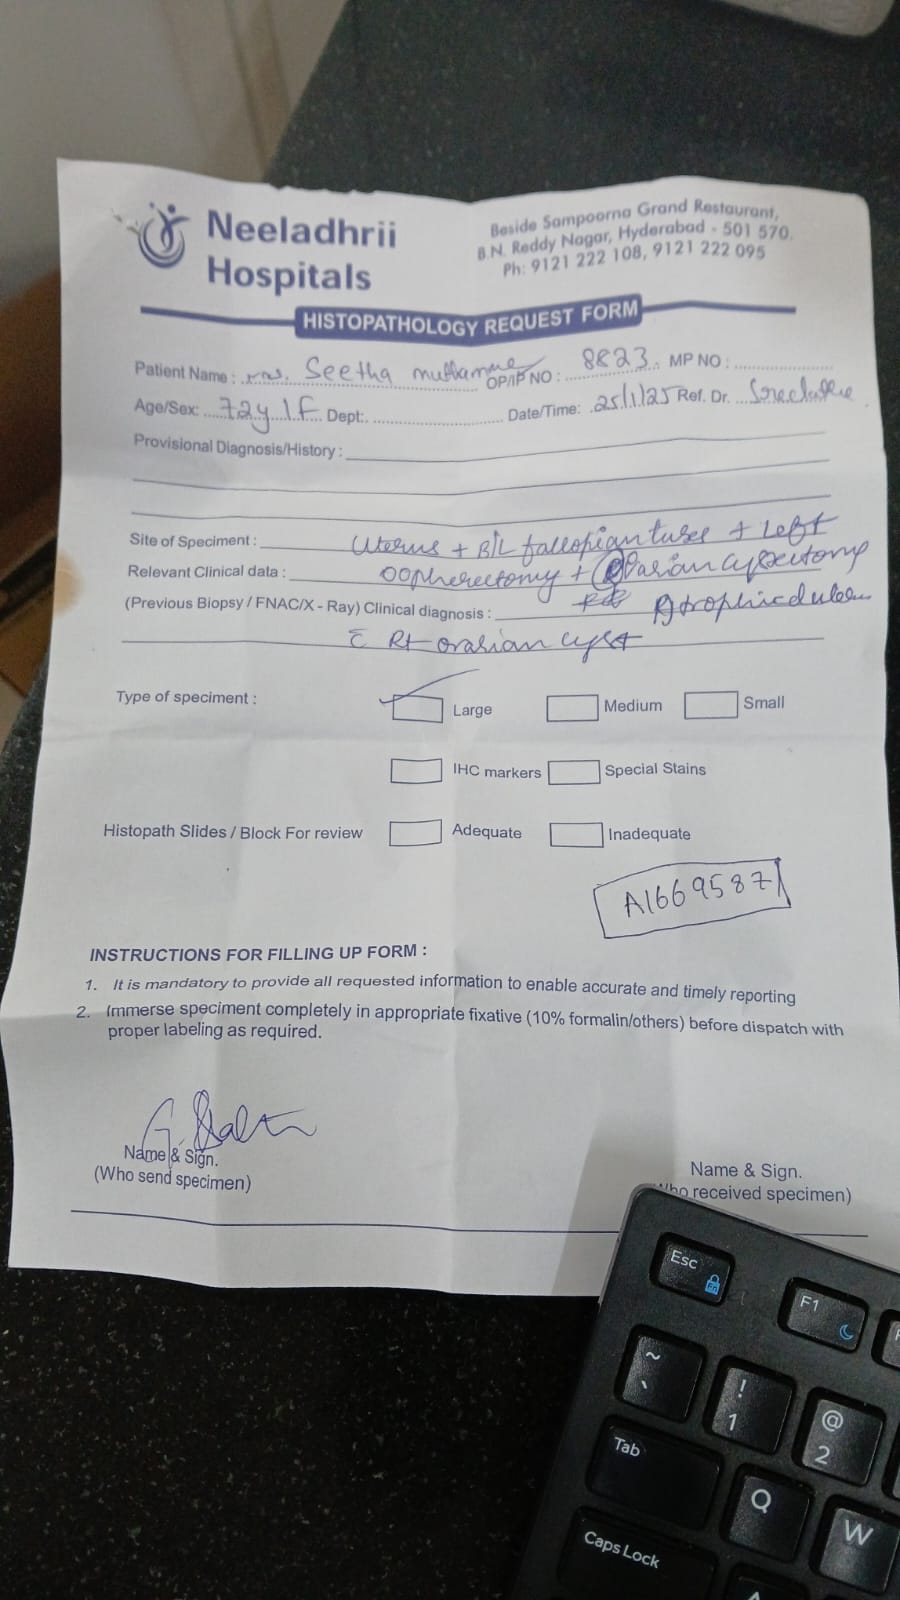 Neeladhrii
Hospitals
Beside Sampoorna Grand Restaurant,
B.N. Reddy Nagar, Hyderabad - 501 570.
Ph: 9121 222 108, 9121 222 095
HISTOPATHOLOGY REQUEST FORM
Patient Name : Mrs. Seetha OP/IP NO : 8823 MP NO :
Age/Sex: 72y / F Dept: Date/Time: 25/1/25 Ref. Dr.
Provisional Diagnosis/History :
Site of Speciment : Uterus + B/L fallopian tubes + Left
Relevant Clinical data : Oopherectomy + Ovarian cystectomy
(Previous Biopsy / FNAC/X - Ray) Clinical diagnosis :
c̄ Rt ovarian cyst
Type of speciment : Large Medium Small
IHC markers Special Stains
Histopath Slides / Block For review Adequate Inadequate
A1669587
INSTRUCTIONS FOR FILLING UP FORM :
1. It is mandatory to provide all requested information to enable accurate and timely reporting
2. Immerse speciment completely in appropriate fixative (10% formalin/others) before dispatch with
proper labeling as required.
Name & Sign.
(Who send specimen)
Name & Sign.
who received specimen)
Esc
F1
~
`
!
1
@
2
Tab
Q
W
Caps Lock
A